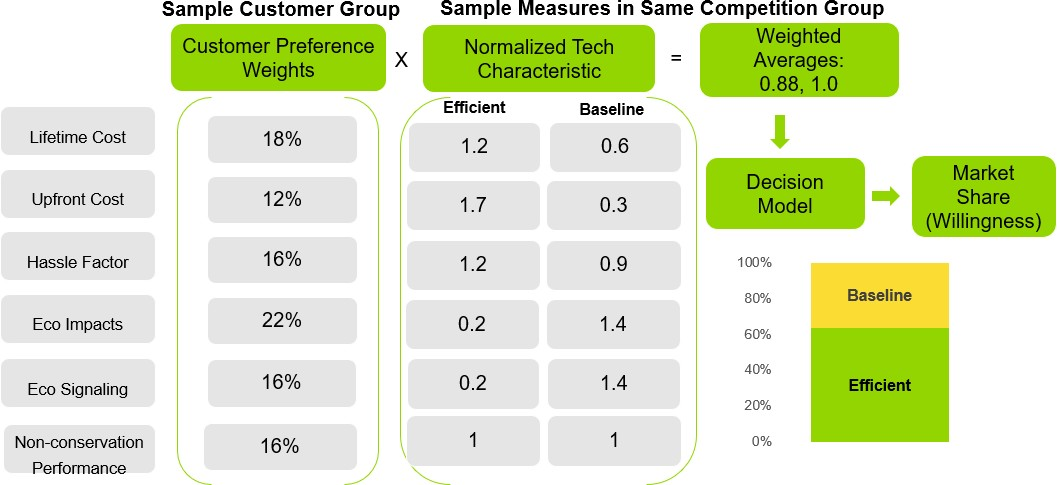 Sample Customer Group
Sample Measures in Same Competition Group
Customer Preference
Weights
X
Normalized Tech
Characteristic
=
Weighted
Averages:
0.88, 1.0
Efficient
Baseline
Lifetime Cost
18%
1.2
0.6
Upfront Cost
12%
1.7
0.3
Hassle Factor
16%
1.2
0.9
Eco Impacts
22%
0.2
1.4
Eco Signaling
16%
0.2
1.4
Non-conservation
Performance
16%
1
1
Decision
Model
Market
Share
(Willingness)
100%
80%
60%
40%
20%
0%
Baseline
Efficient